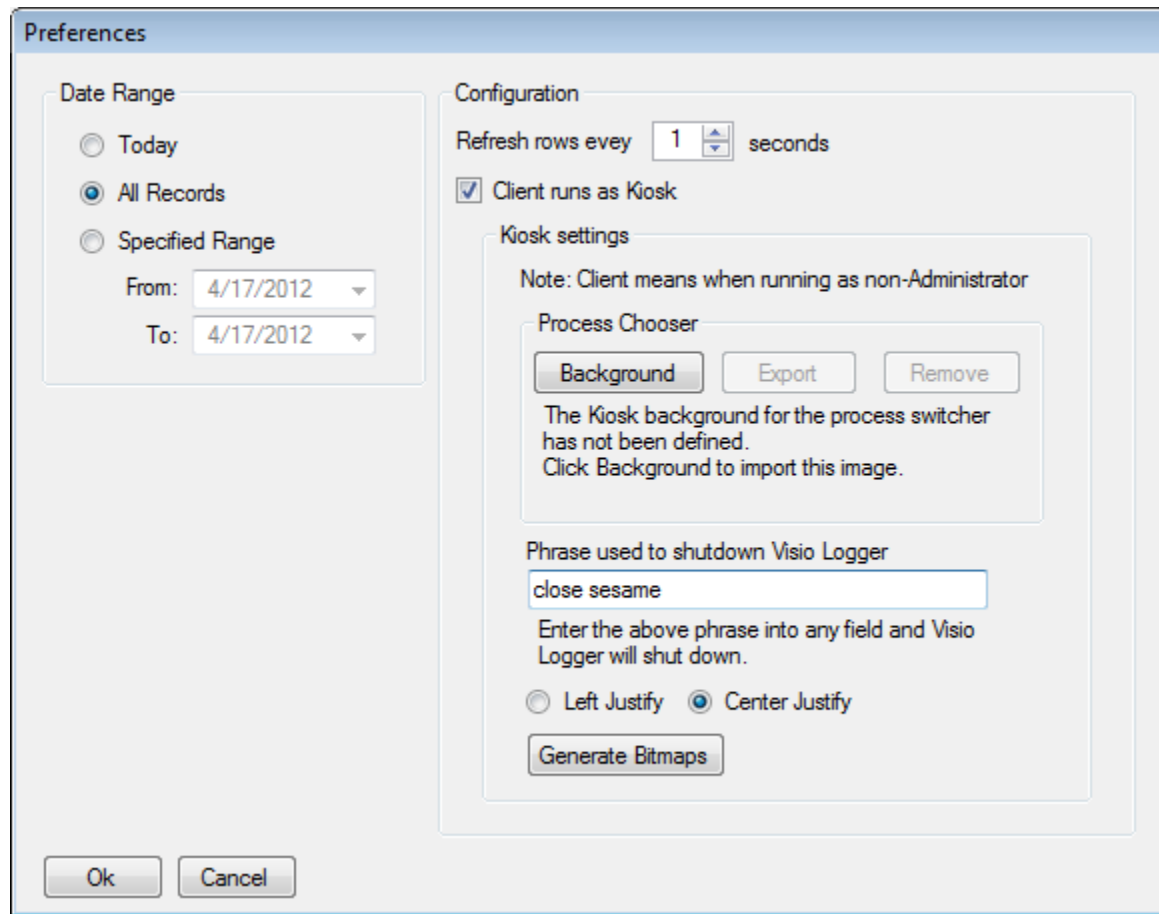 Preferences
Date Range
Today
All Records
Specified Range
From: 4/17/2012
To: 4/17/2012
Configuration
Refresh rows evey 1 seconds
Client runs as Kiosk
Kiosk settings
Note: Client means when running as non-Administrator
Process Chooser
Background Export Remove
The Kiosk background for the process switcher
has not been defined.
Click Background to import this image.
Phrase used to shutdown Visio Logger
close sesame
Enter the above phrase into any field and Visio
Logger will shut down.
Left Justify Center Justify
Generate Bitmaps
Ok Cancel